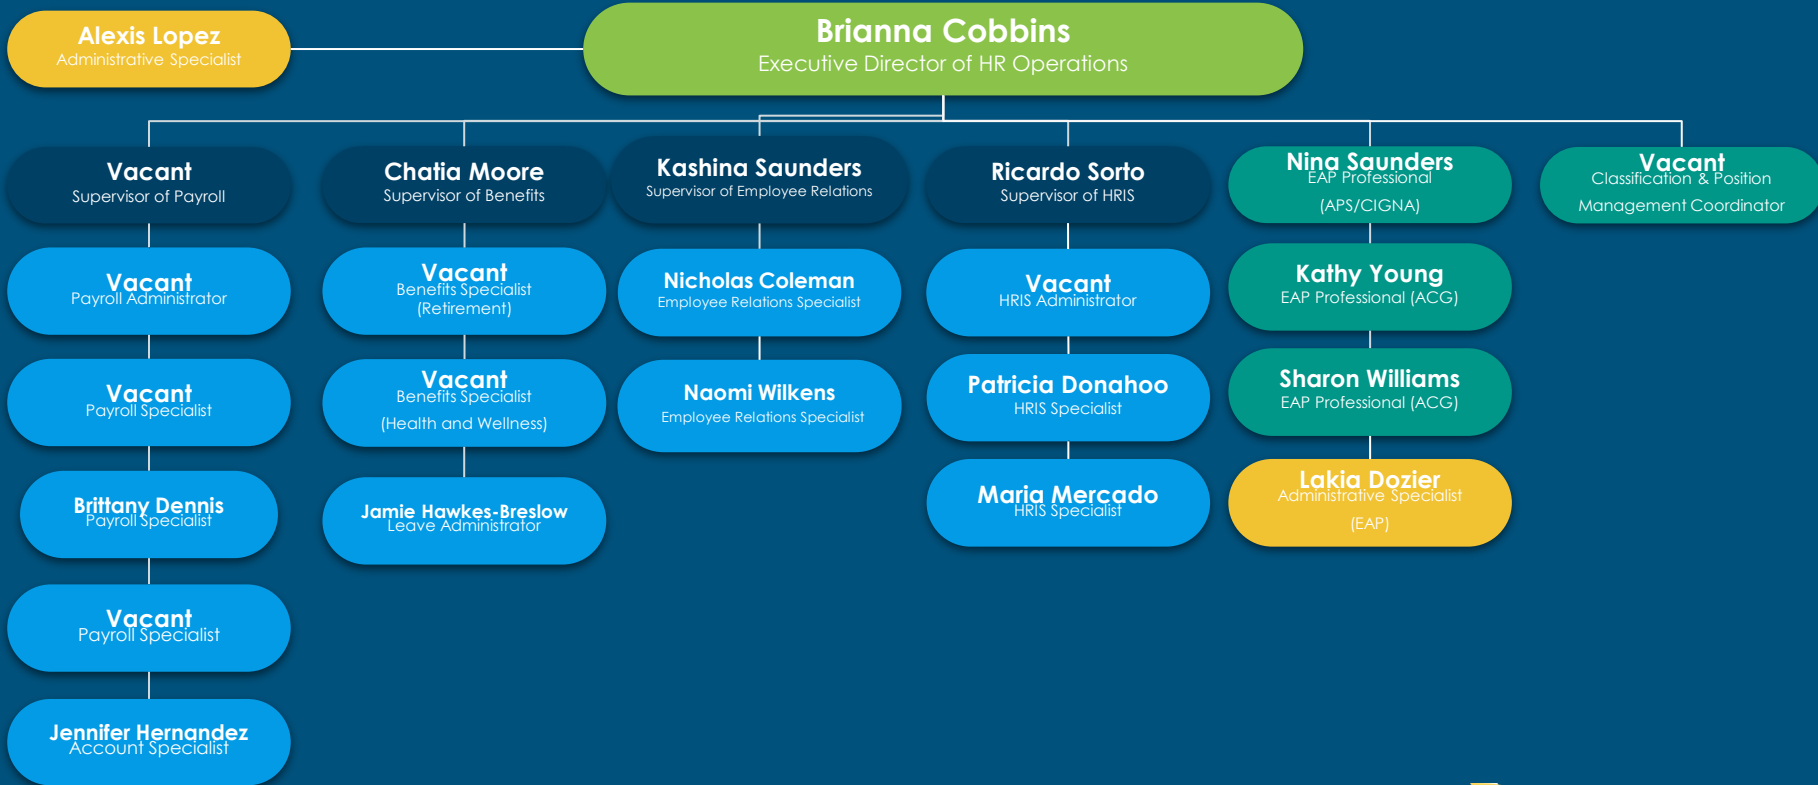 Alexis Lopez
Administrative Specialist
Brianna Cobbins
Executive Director of HR Operations
Vacant
Supervisor of Payroll
Vacant
Payroll Administrator
Vacant
Payroll Specialist
Brittany Dennis
Payroll Specialist
Vacant
Payroll Specialist
Jennifer Hernandez
Account Specialist
Chatia Moore
Supervisor of Benefits
Vacant
Benefits Specialist
(Retirement)
Vacant
Benefits Specialist
(Health and Wellness)
Jamie Hawkes-Breslow
Leave Administrator
Kashina Saunders
Supervisor of Employee Relations
Nicholas Coleman
Employee Relations Specialist
Naomi Wilkens
Employee Relations Specialist
Ricardo Sorto
Supervisor of HRIS
Vacant
HRIS Administrator
Patricia Donahoo
HRIS Specialist
Maria Mercado
HRIS Specialist
Nina Saunders
EAP Professional
(APS/CIGNA)
Kathy Young
EAP Professional (ACG)
Sharon Williams
EAP Professional (ACG)
Lakia Dozier
Administrative Specialist
(EAP)
Vacant
Classification & Position
Management Coordinator